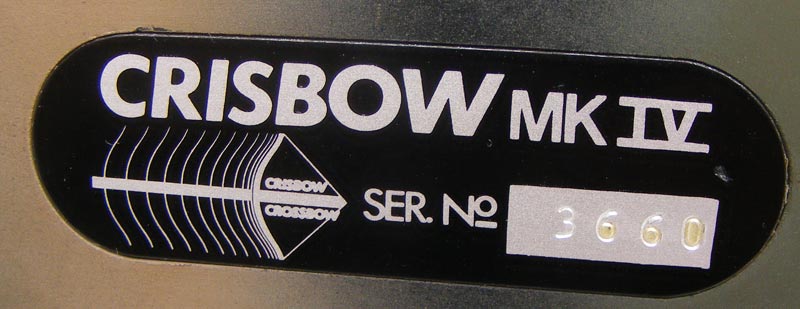 CRISBOW MK IV
CRISBOW
CROSSBOW
SER. No 3660